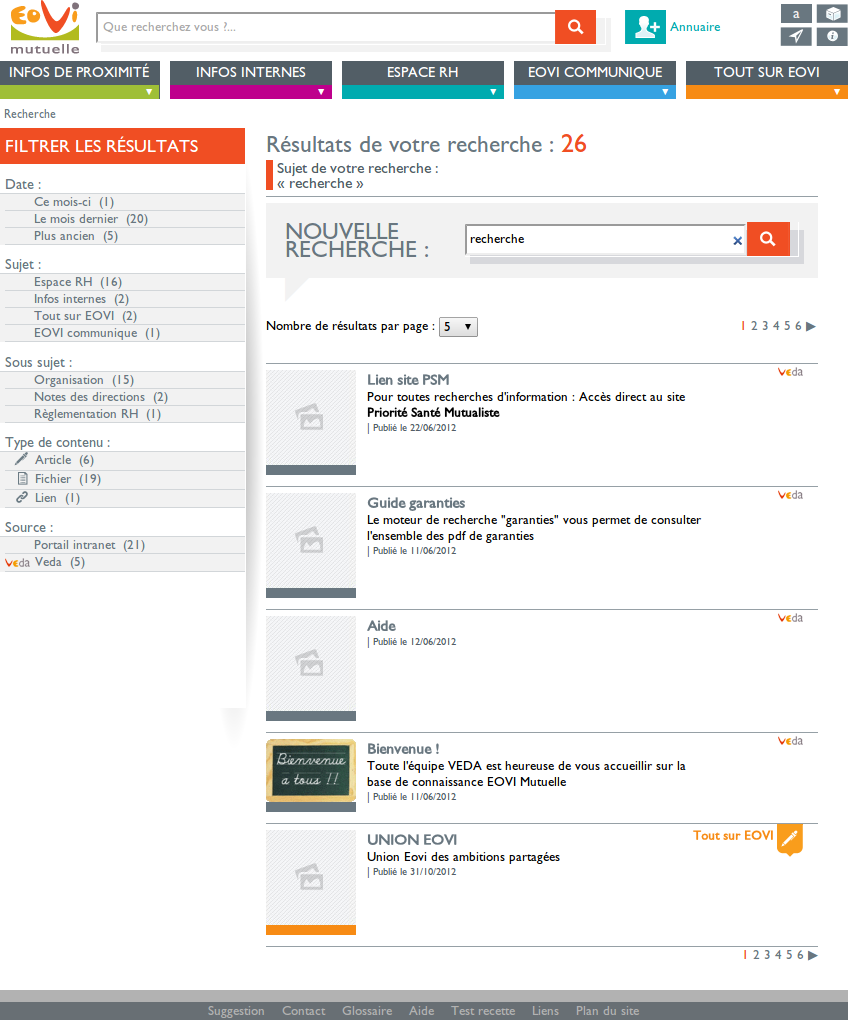 eovi
mutuelle
Que recherchez vous ?...
Annuaire
a
INFOS DE PROXIMITÉ
INFOS INTERNES
ESPACE RH
EOVI COMMUNIQUE
TOUT SUR EOVI
Recherche
FILTRER LES RÉSULTATS
Date :
Ce mois-ci (1)
Le mois dernier (20)
Plus ancien (5)
Sujet :
Espace RH (16)
Infos internes (2)
Tout sur EOVI (2)
EOVI communique (1)
Sous sujet :
Organisation (15)
Notes des directions (2)
Règlementation RH (1)
Type de contenu :
Article (6)
Fichier (19)
Lien (1)
Source :
Portail intranet (21)
veda Veda (5)
Résultats de votre recherche : 26
Sujet de votre recherche :
« recherche »
NOUVELLE
RECHERCHE :
recherche
Nombre de résultats par page : 5
1 2 3 4 5 6 ▶
Lien site PSM
veda
Pour toutes recherches d'information : Accès direct au site
Priorité Santé Mutualiste
| Publié le 22/06/2012
Guide garanties
veda
Le moteur de recherche "garanties" vous permet de consulter
l'ensemble des pdf de garanties
| Publié le 11/06/2012
Aide
veda
| Publié le 12/06/2012
Bienvenue
a tous !!
Bienvenue !
veda
Toute l'équipe VEDA est heureuse de vous accueillir sur la
base de connaissance EOVI Mutuelle
| Publié le 11/06/2012
UNION EOVI
Tout sur EOVI
Union Eovi des ambitions partagées
| Publié le 31/10/2012
1 2 3 4 5 6 ▶
Suggestion Contact Glossaire Aide Test recette Liens Plan du site